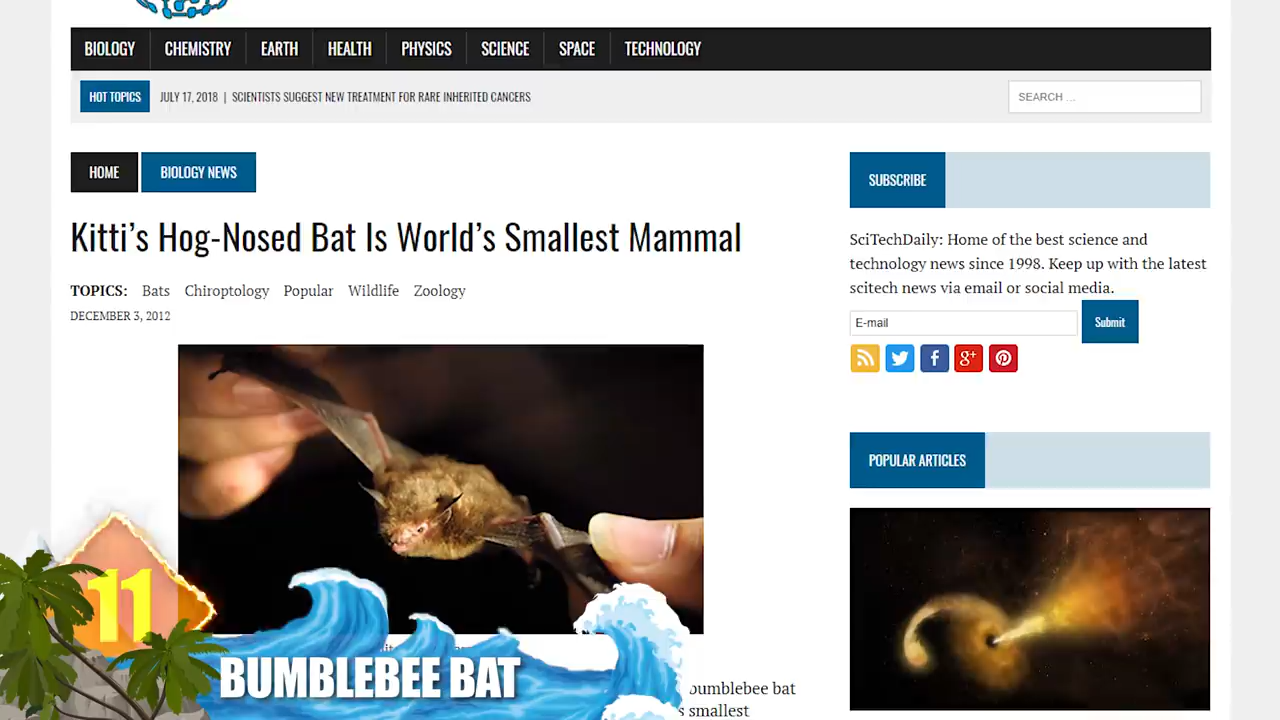 BIOLOGY CHEMISTRY EARTH HEALTH PHYSICS SCIENCE SPACE TECHNOLOGY
HOT TOPICS JULY 17, 2018 | SCIENTISTS SUGGEST NEW TREATMENT FOR RARE INHERITED CANCERS
SEARCH ...
HOME BIOLOGY NEWS
Kitti's Hog-Nosed Bat Is World's Smallest Mammal
TOPICS: Bats Chiroptology Popular Wildlife Zoology
DECEMBER 3, 2012
SUBSCRIBE
SciTechDaily: Home of the best science and
technology news since 1998. Keep up with the latest
scitech news via email or social media.
E-mail Submit
g+
POPULAR ARTICLES
11
BUMBLEBEE BAT
bumblebee bat
smallest